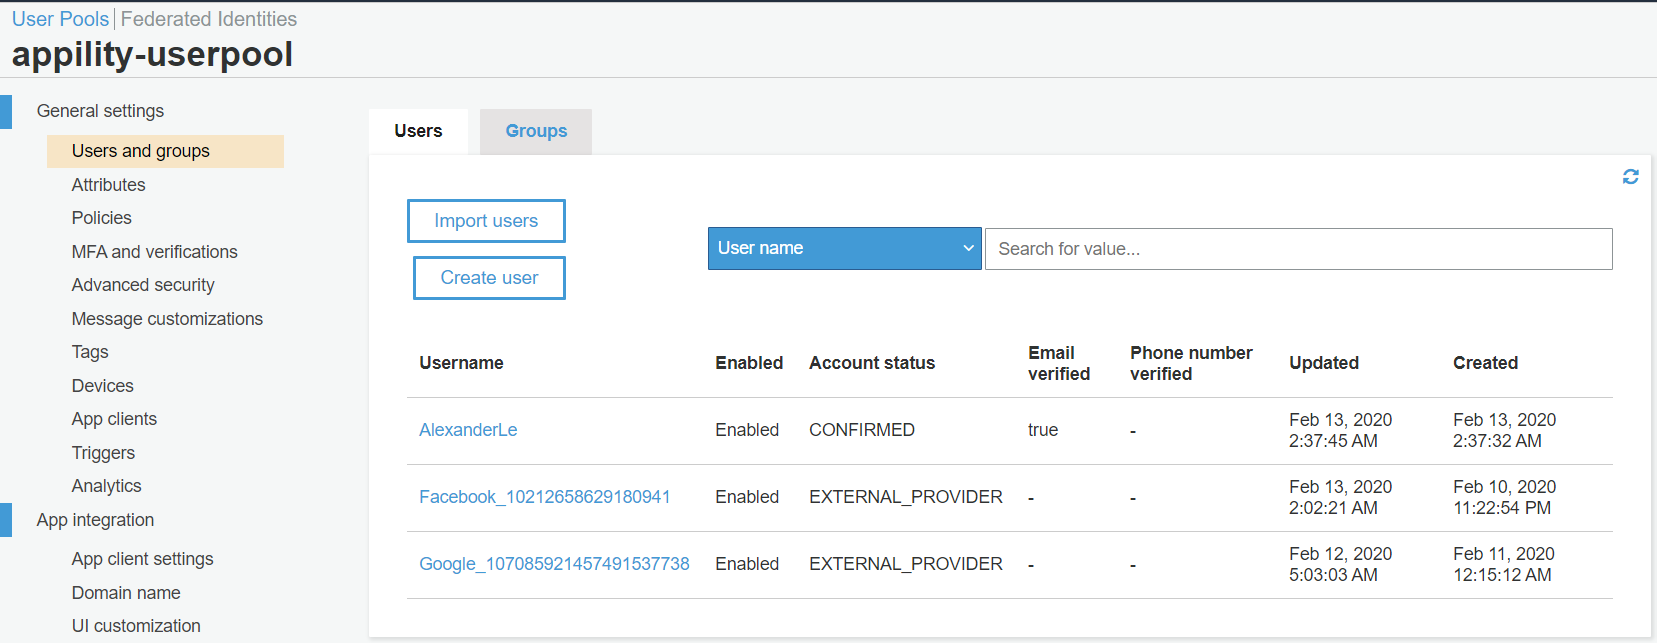 User Pools | Federated Identities
appility-userpool
General settings
Users and groups
Attributes
Policies
MFA and verifications
Advanced security
Message customizations
Tags
Devices
App clients
Triggers
Analytics
App integration
App client settings
Domain name
UI customization
Users Groups
Import users
Create user
User name Search for value...
Username Enabled Account status Email verified Phone number verified Updated Created
AlexanderLe Enabled CONFIRMED true - Feb 13, 2020 2:37:45 AM Feb 13, 2020 2:37:32 AM
Facebook_10212658629180941 Enabled EXTERNAL_PROVIDER - - Feb 13, 2020 2:02:21 AM Feb 10, 2020 11:22:54 PM
Google_107085921457491537738 Enabled EXTERNAL_PROVIDER - - Feb 12, 2020 5:03:03 AM Feb 11, 2020 12:15:12 AM